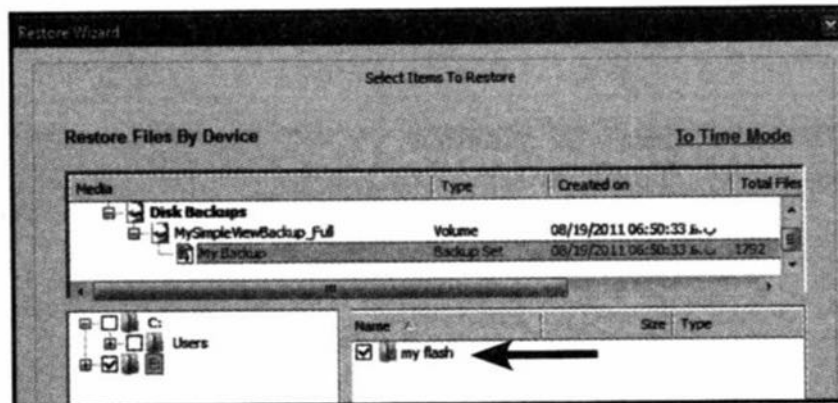 Restore Wizard
Select Items To Restore
Restore Files By Device
To Time Mode
Media Type Created on Total Files
Disk Backups
MySimpleViewBackup_Full Volume 08/19/2011 06:50:33 ب.ظ
My Backup Backup Set 08/19/2011 06:50:33 ب.ظ 1792
C:
Users
Name Size Type
my flash